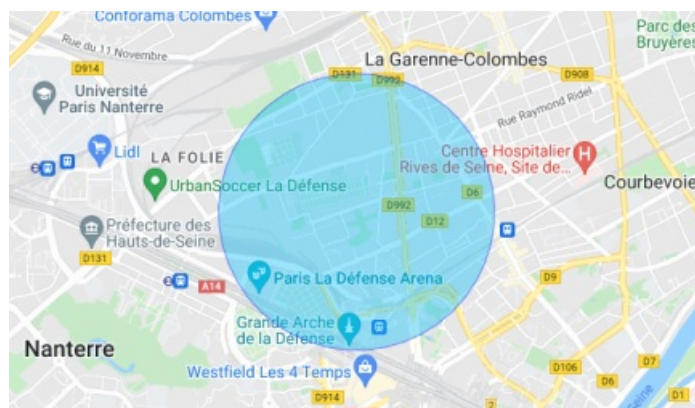 Conforama Colombes
Parc des
Bruyères
Rue du 11 Novembre
La Garenne-Colombes
D914
D131
D992
D908
Université
Paris Nanterre
Rue Raymond Ridel
Lidl
LA FOLIE
Centre Hospitalier
Rives de Seine, Site de...
H
UrbanSoccer La Défense
D6
Courbevoie
D992
D12
Préfecture des
Hauts-de-Seine
D131
A14
Paris La Défense Arena
D9
Grande Arche
de la Défense
Nanterre
Westfield Les 4 Temps
D106
D7
D6
D914
2
D1
Seine